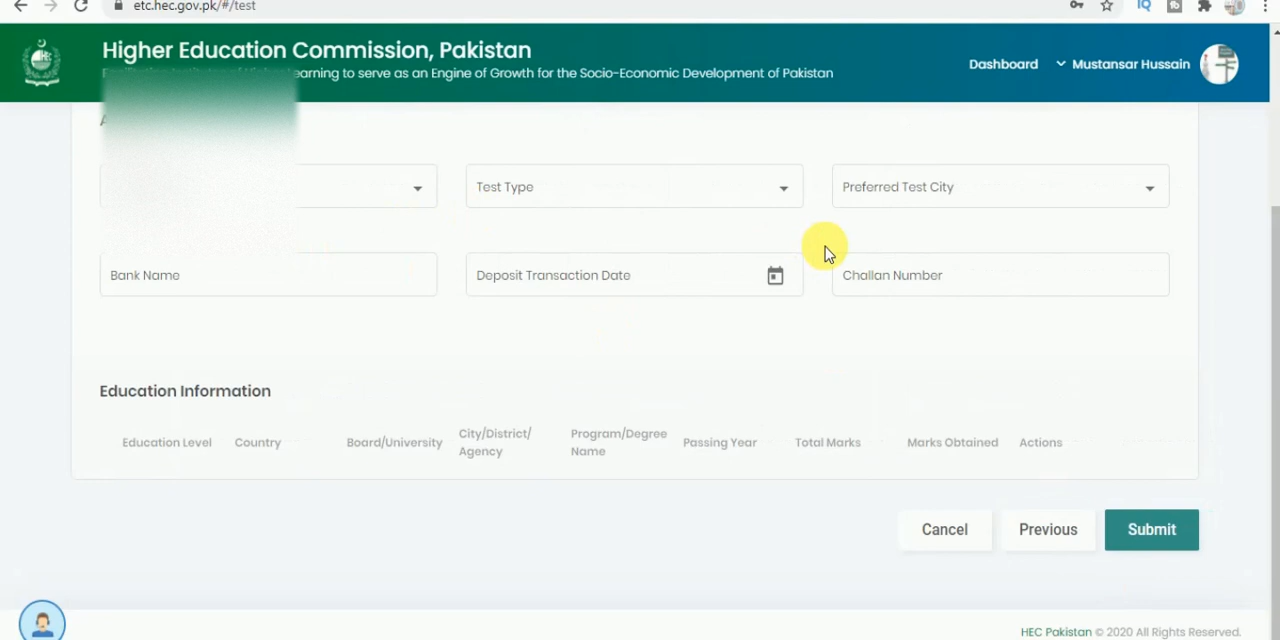 etc.hec.gov.pk/#/test
IQ
Higher Education Commission, Pakistan
earning to serve as an Engine of Growth for the Socio-Economic Development of Pakistan
Dashboard
Mustansar Hussain
Test Type
Preferred Test City
Bank Name
Deposit Transaction Date
Challan Number
Education Information
Education Level
Country
Board/University
City/District/
Agency
Program/Degree
Name
Passing Year
Total Marks
Marks Obtained
Actions
Cancel
Previous
Submit
HEC Pakistan © 2020 All Rights Reserved.